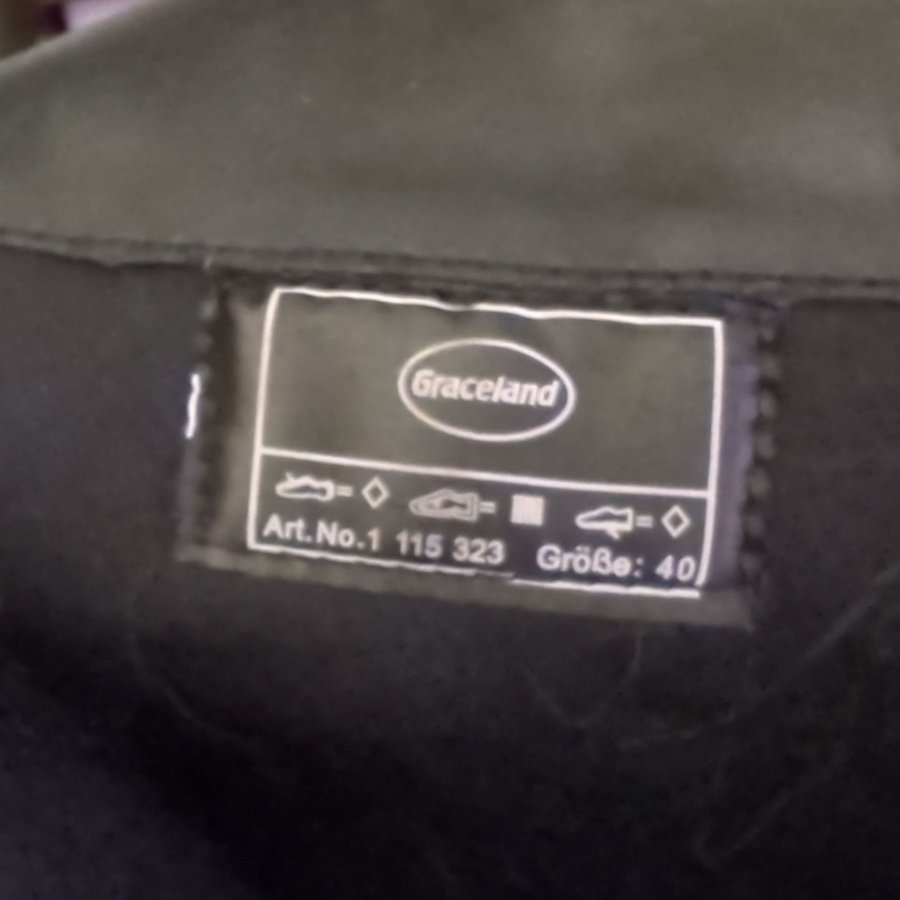 Graceland
= =  =
Art.No.1 115 323 Größe: 40